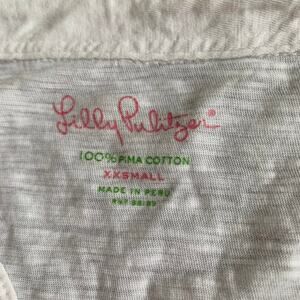 Lilly Pulitzer®
100% PIMA COTTON
XXSMALL
MADE IN PERU